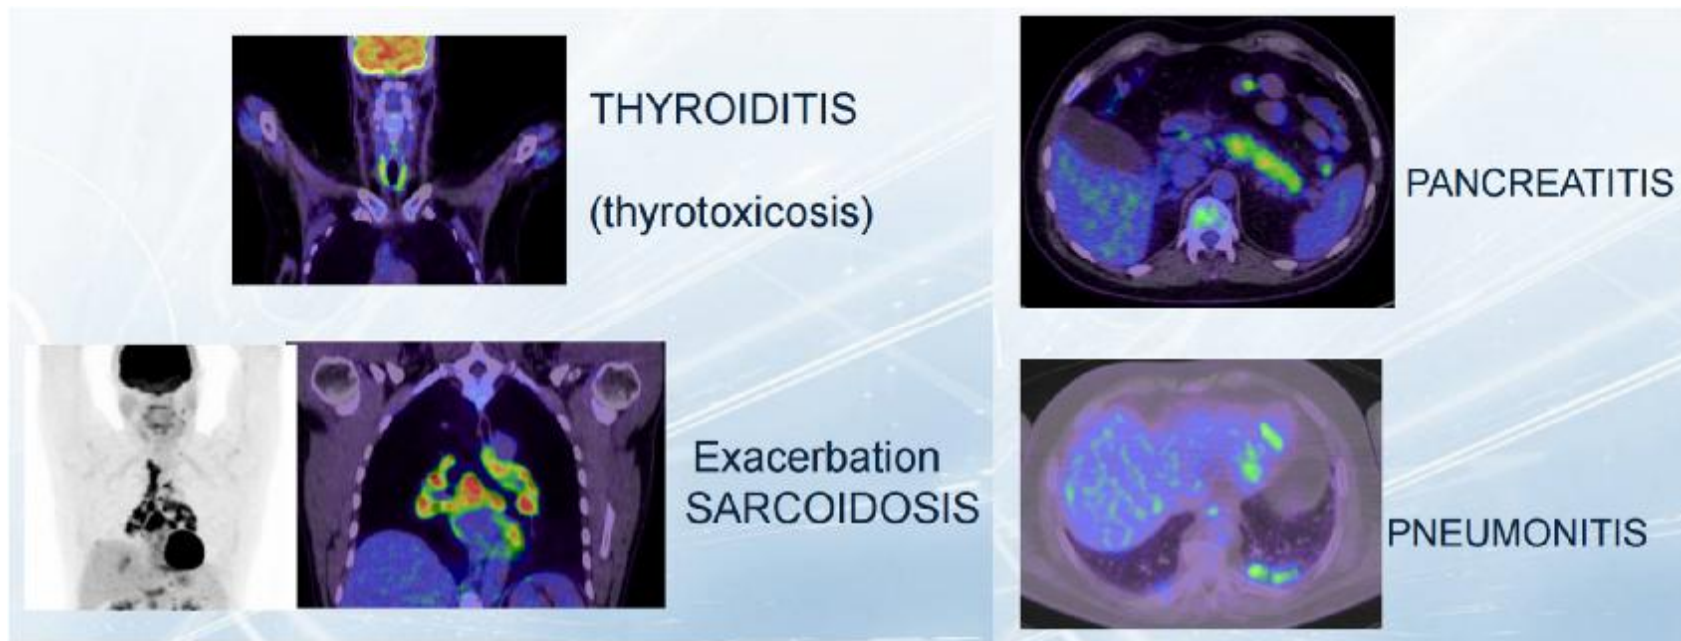 THYROIDITIS
(thyrotoxicosis)
PANCREATITIS
Exacerbation
SARCOIDOSIS
PNEUMONITIS